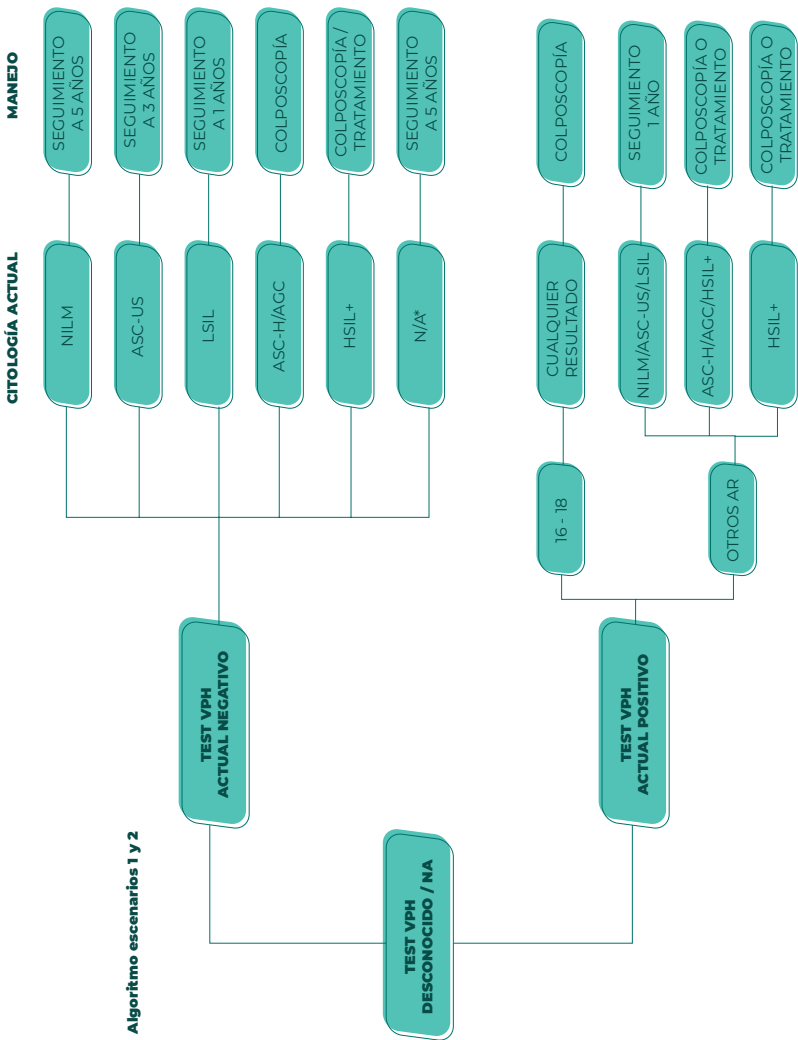 Algoritmo escenarios 1 y 2
CITOLOGÍA ACTUAL
MANEJO
TEST VPH
DESCONOCIDO / NA
TEST VPH
ACTUAL NEGATIVO
NILM
SEGUIMIENTO
A 5 AÑOS
ASC-US
SEGUIMIENTO
A 3 AÑOS
LSIL
SEGUIMIENTO
A 1 AÑOS
ASC-H/AGC
COLPOSCOPÍA
HSIL+
COLPOSCOPÍA /
TRATAMIENTO
N/A*
SEGUIMIENTO
A 5 AÑOS
TEST VPH
ACTUAL POSITIVO
16 - 18
CUALQUIER
RESULTADO
COLPOSCOPÍA
OTROS AR
NILM/ASC-US/LSIL
SEGUIMIENTO
1 AÑO
ASC-H/AGC/HSIL+
COLPOSCOPÍA O
TRATAMIENTO
HSIL+
COLPOSCOPÍA O
TRATAMIENTO